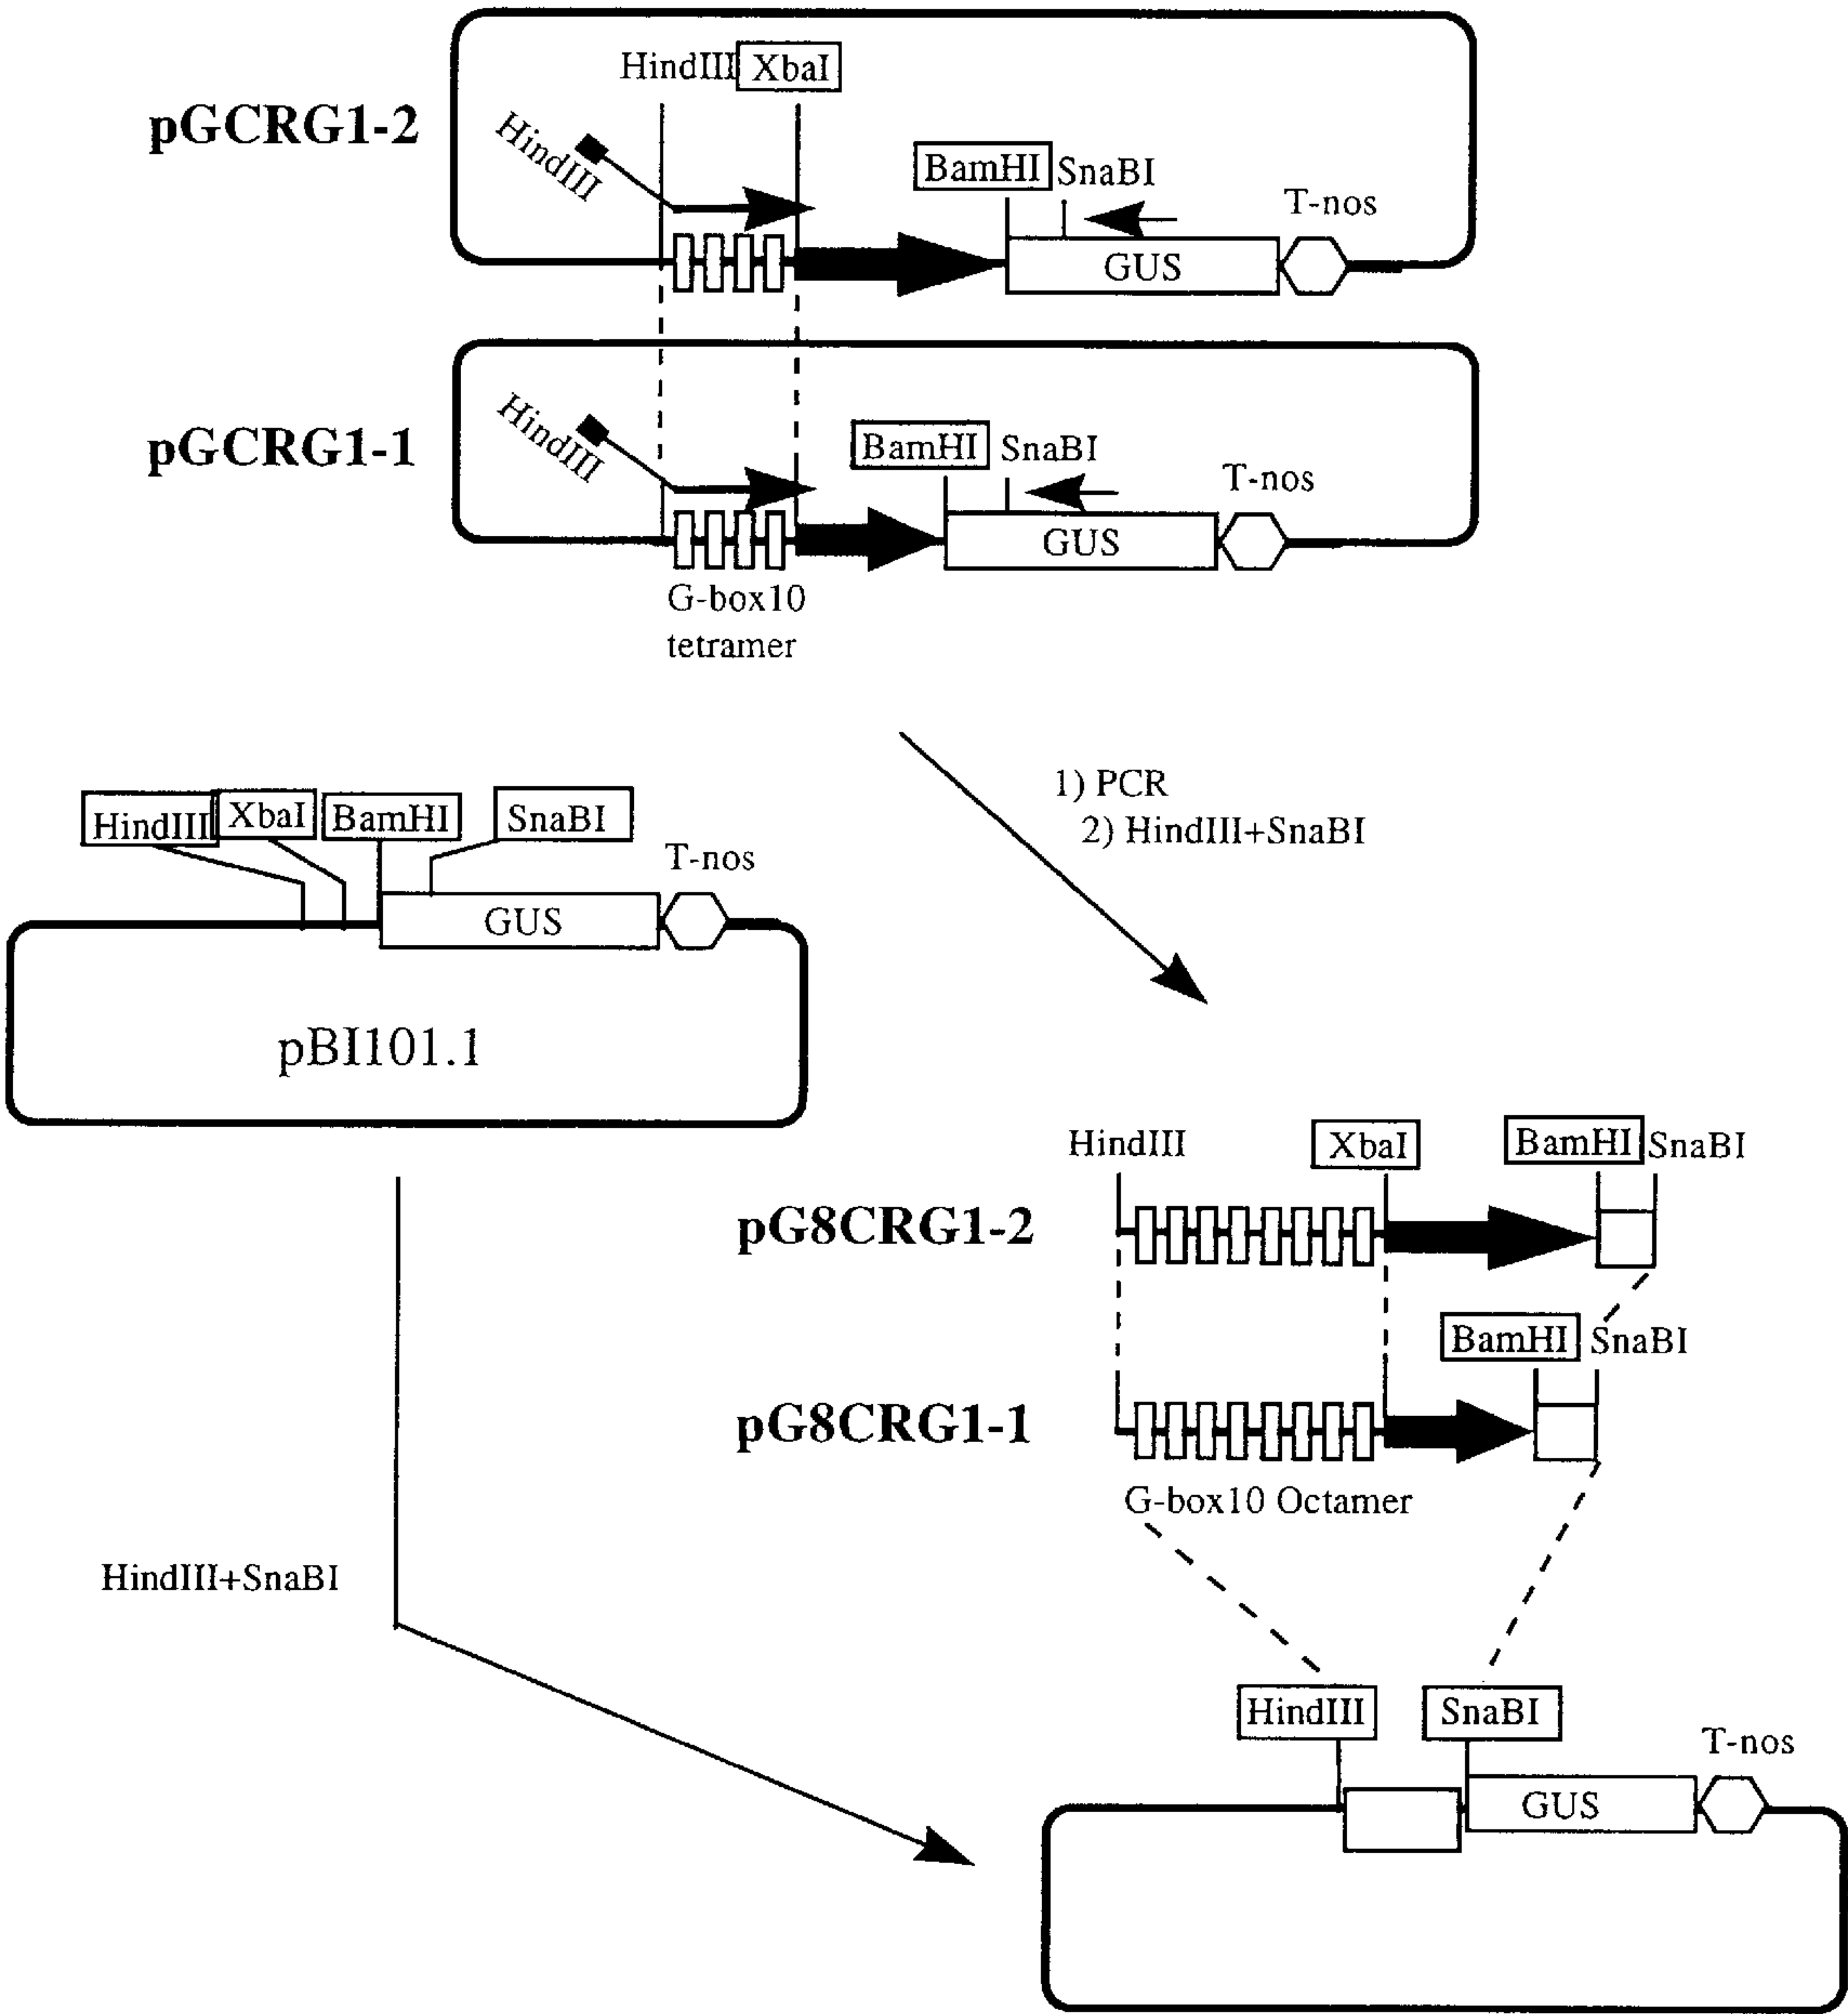 HindIII XbaI
pGCRG1-2
HindIII
BamHI SnaBI
T-nos
GUS
pGCRG1-1
HindIII
BamHI SnaBI
T-nos
GUS
G-box10
tetramer
1) PCR
2) HindIII+SnaBI
HindIII XbaI BamHI SnaBI
T-nos
GUS
pBI101.1
HindIII XbaI BamHI SnaBI
pG8CRG1-2
BamHI SnaBI
pG8CRG1-1
G-box10 Octamer
HindIII+SnaBI
HindIII SnaBI
T-nos
GUS